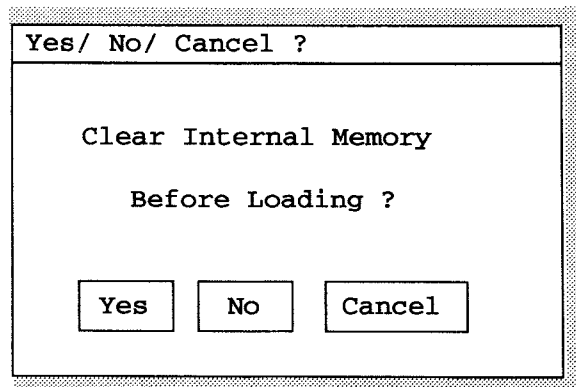 Yes/ No/ Cancel ?
Clear Internal Memory
Before Loading ?
Yes No Cancel